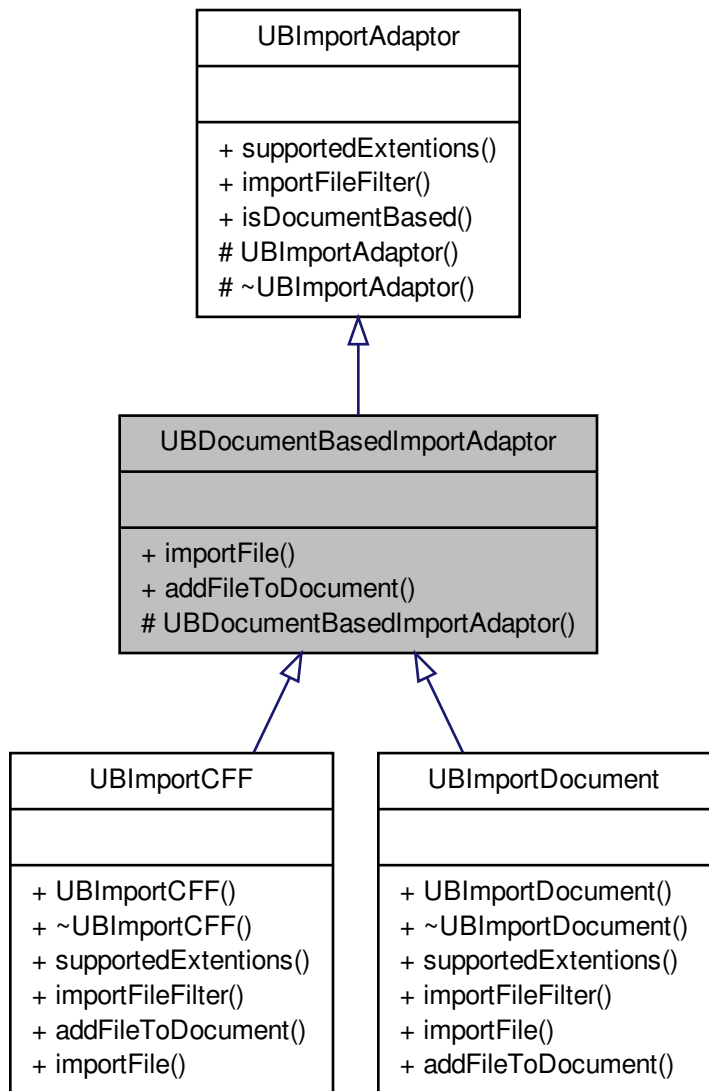 UBImportAdaptor
+ supportedExtentions()
+ importFileFilter()
+ isDocumentBased()
# UBImportAdaptor()
# ~UBImportAdaptor()
UBDocumentBasedImportAdaptor
+ importFile()
+ addFileToDocument()
# UBDocumentBasedImportAdaptor()
UBImportCFF
+ UBImportCFF()
+ ~UBImportCFF()
+ supportedExtentions()
+ importFileFilter()
+ addFileToDocument()
+ importFile()
UBImportDocument
+ UBImportDocument()
+ ~UBImportDocument()
+ supportedExtentions()
+ importFileFilter()
+ importFile()
+ addFileToDocument()